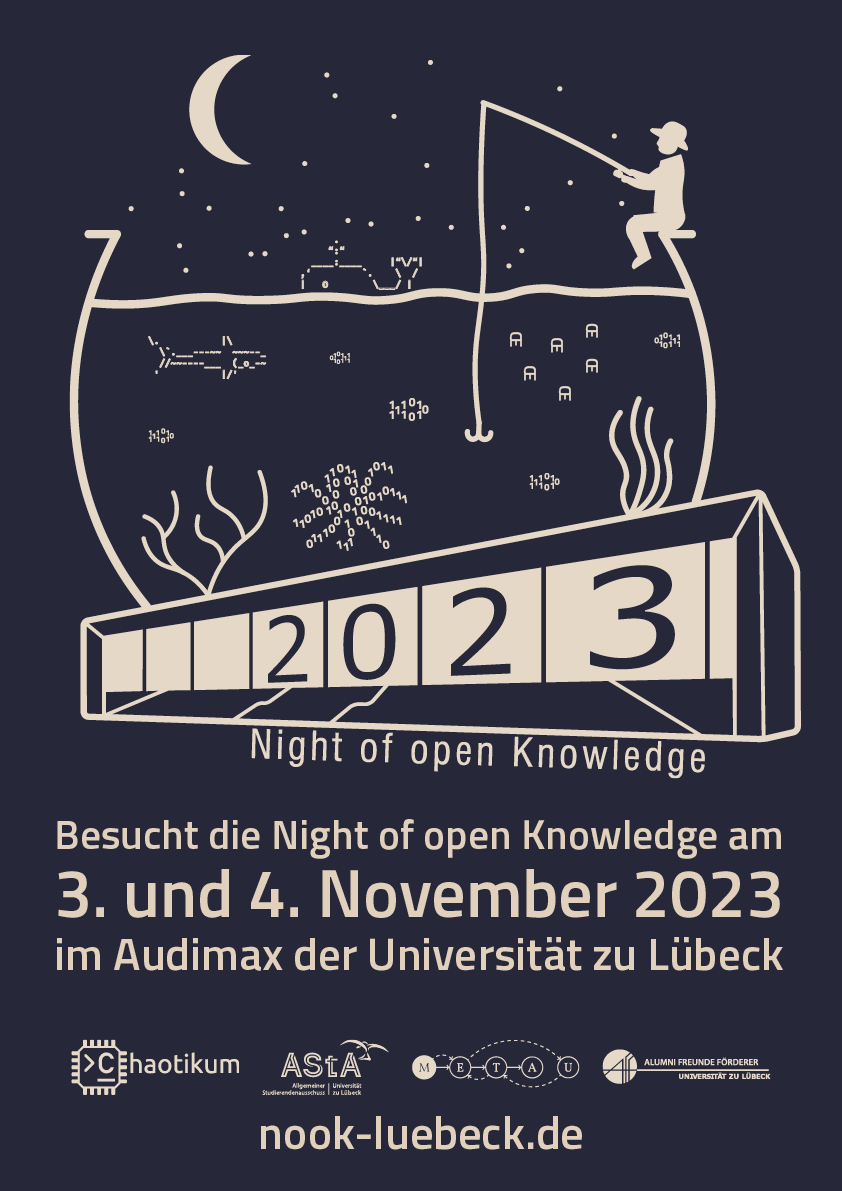 2023
Night of open Knowledge
Besucht die Night of open Knowledge am
3. und 4. November 2023
im Audimax der Universität zu Lübeck
>C haotikum
AStA
Allgemeiner | Universität
Studierendenausschuss | zu Lübeck
M E T A U
ALUMNI FREUNDE FÖRDERER
UNIVERSITÄT ZU LÜBECK
nook-luebeck.de